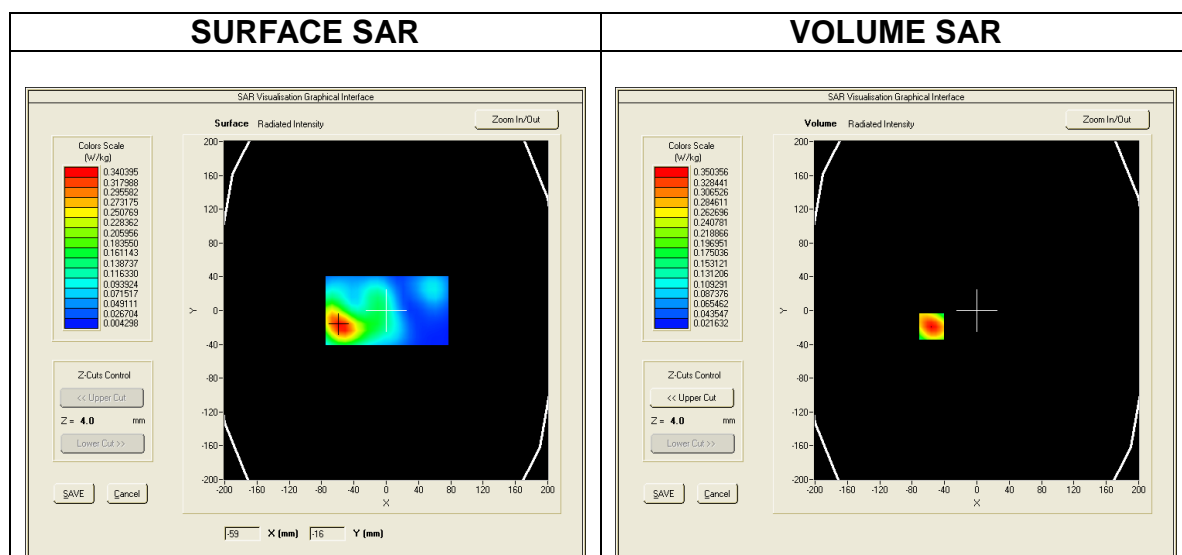 SURFACE SAR
VOLUME SAR
SAR Visualisation Graphical Interface
Surface Radiated Intensity
Zoom In/Out
Colors Scale
(W/kg)
0.340395
0.317988
0.295582
0.273175
0.250769
0.228362
0.205956
0.183550
0.161143
0.138737
0.116330
0.093924
0.071517
0.049111
0.026704
0.004298
200
160
120
80
40
0
-40
-80
-120
-160
-200
Y
-200 -160 -120 -80 -40 0 40 80 120 160 200
X
Z-Cuts Control
<< Upper Cut
Z = 4.0 mm
Lower Cut >>
SAVE Cancel
-59 X (mm) -16 Y (mm)
SAR Visualisation Graphical Interface
Volume Radiated Intensity
Zoom In/Out
Colors Scale
(W/kg)
0.350356
0.328441
0.306526
0.284611
0.262696
0.240781
0.218866
0.196951
0.175036
0.153121
0.131206
0.109291
0.087376
0.065462
0.043547
0.021632
200
160
120
80
40
0
-40
-80
-120
-160
-200
Y
-200 -160 -120 -80 -40 0 40 80 120 160 200
X
Z-Cuts Control
<< Upper Cut
Z = 4.0 mm
Lower Cut >>
SAVE Cancel